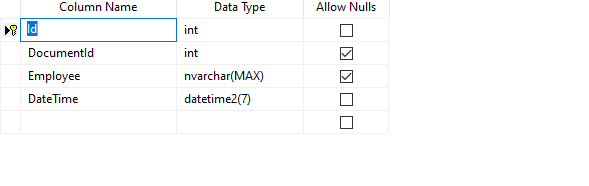 Column Name Data Type Allow Nulls
Id int
DocumentId int
Employee nvarchar(MAX)
DateTime datetime2(7)